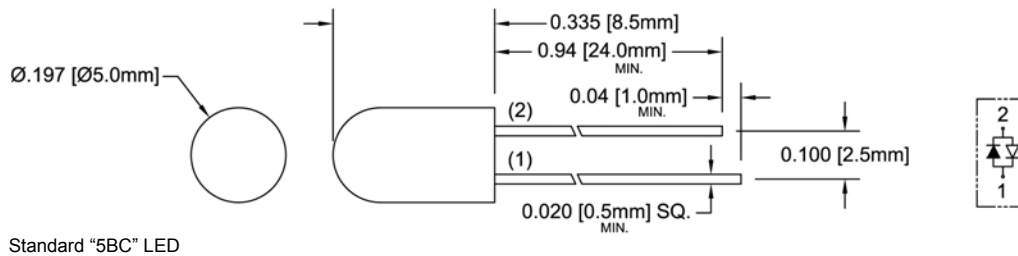 0.335 [8.5mm]
0.94 [24.0mm]
MIN.
Ø.197 [Ø5.0mm]
0.04 [1.0mm]
MIN.
(2)
(1)
0.100 [2.5mm]
0.020 [0.5mm] SQ.
MIN.
2
1
Standard “5BC” LED